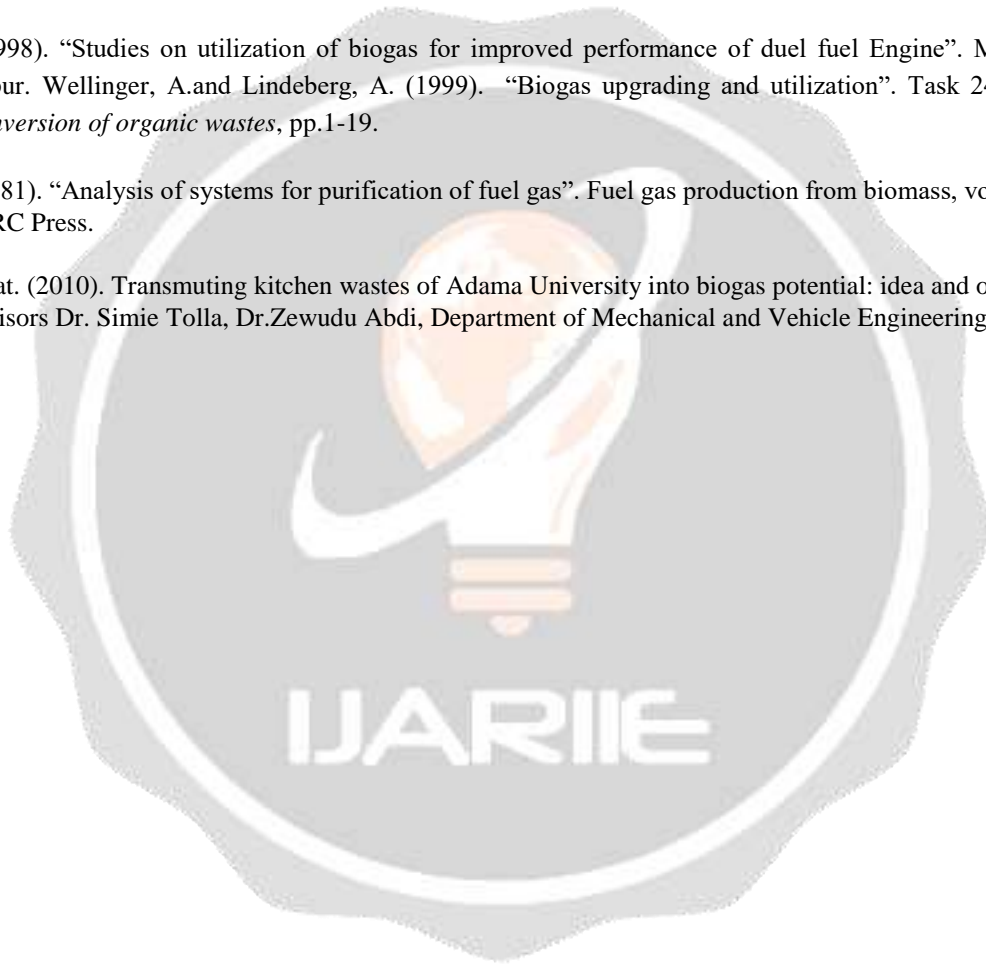 998). “Studies on utilization of biogas for improved performance of duel fuel Engine”. M
pur. Wellinger, A.and Lindeberg, A. (1999). “Biogas upgrading and utilization”. Task 24
nversion of organic wastes, pp.1-19.
81). “Analysis of systems for purification of fuel gas”. Fuel gas production from biomass, vo
RC Press.
at. (2010). Transmuting kitchen wastes of Adama University into biogas potential: idea and o
isors Dr. Simie Tolla, Dr.Zewudu Abdi, Department of Mechanical and Vehicle Engineering
IJARIIE